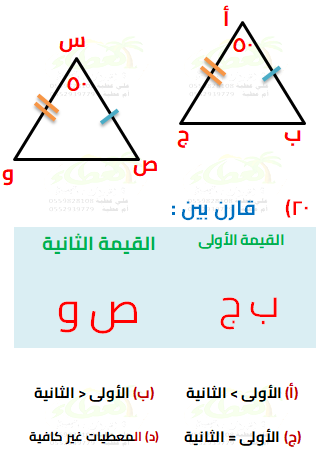 أ
٥٠
ج
ب
س
٥٠
و
ص
٢٠) قارن بين :
القيمة الأولى
القيمة الثانية
ب ج
ص و
(أ) الأولى > الثانية
(ب) الأولى < الثانية
(ج) الأولى = الثانية
(د) المعطيات غير كافية